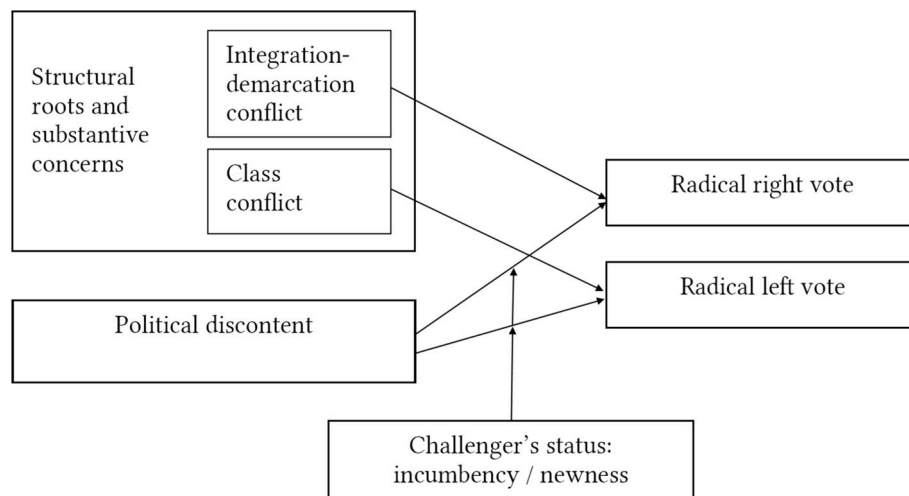 Structural
roots and
substantive
concerns
Integration-
demarcation
conflict
Class
conflict
Radical right vote
Radical left vote
Political discontent
Challenger’s status:
incumbency / newness